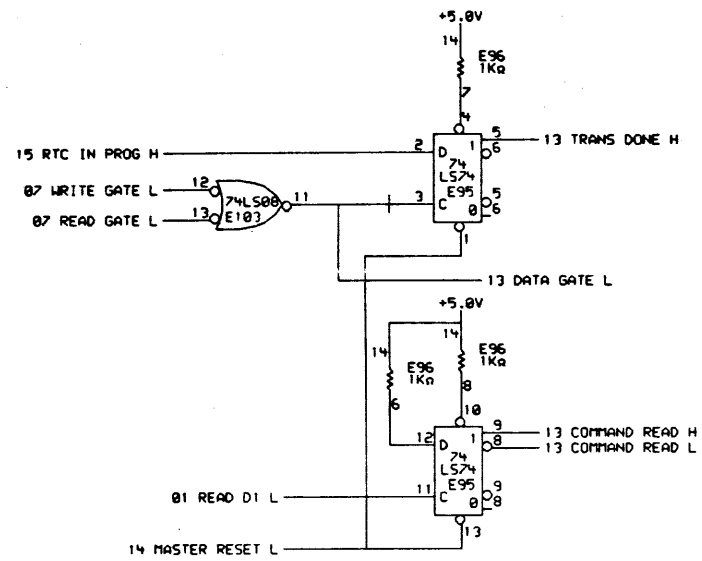 +5.0V
14
E96
1KΩ
7
4
15 RTC IN PROG H
2
D
1
5
13 TRANS DONE H
6
74
LS74
E95
07 WRITE GATE L
12
74LS08
11
3
C
5
07 READ GATE L
13
E103
0
6
1
13 DATA GATE L
+5.0V
14
14
E96
1KΩ
E96
1KΩ
6
8
10
12
D
1
9
13 COMMAND READ H
8
13 COMMAND READ L
74
LS74
E95
01 READ D1 L
11
C
9
0
8
13
14 MASTER RESET L